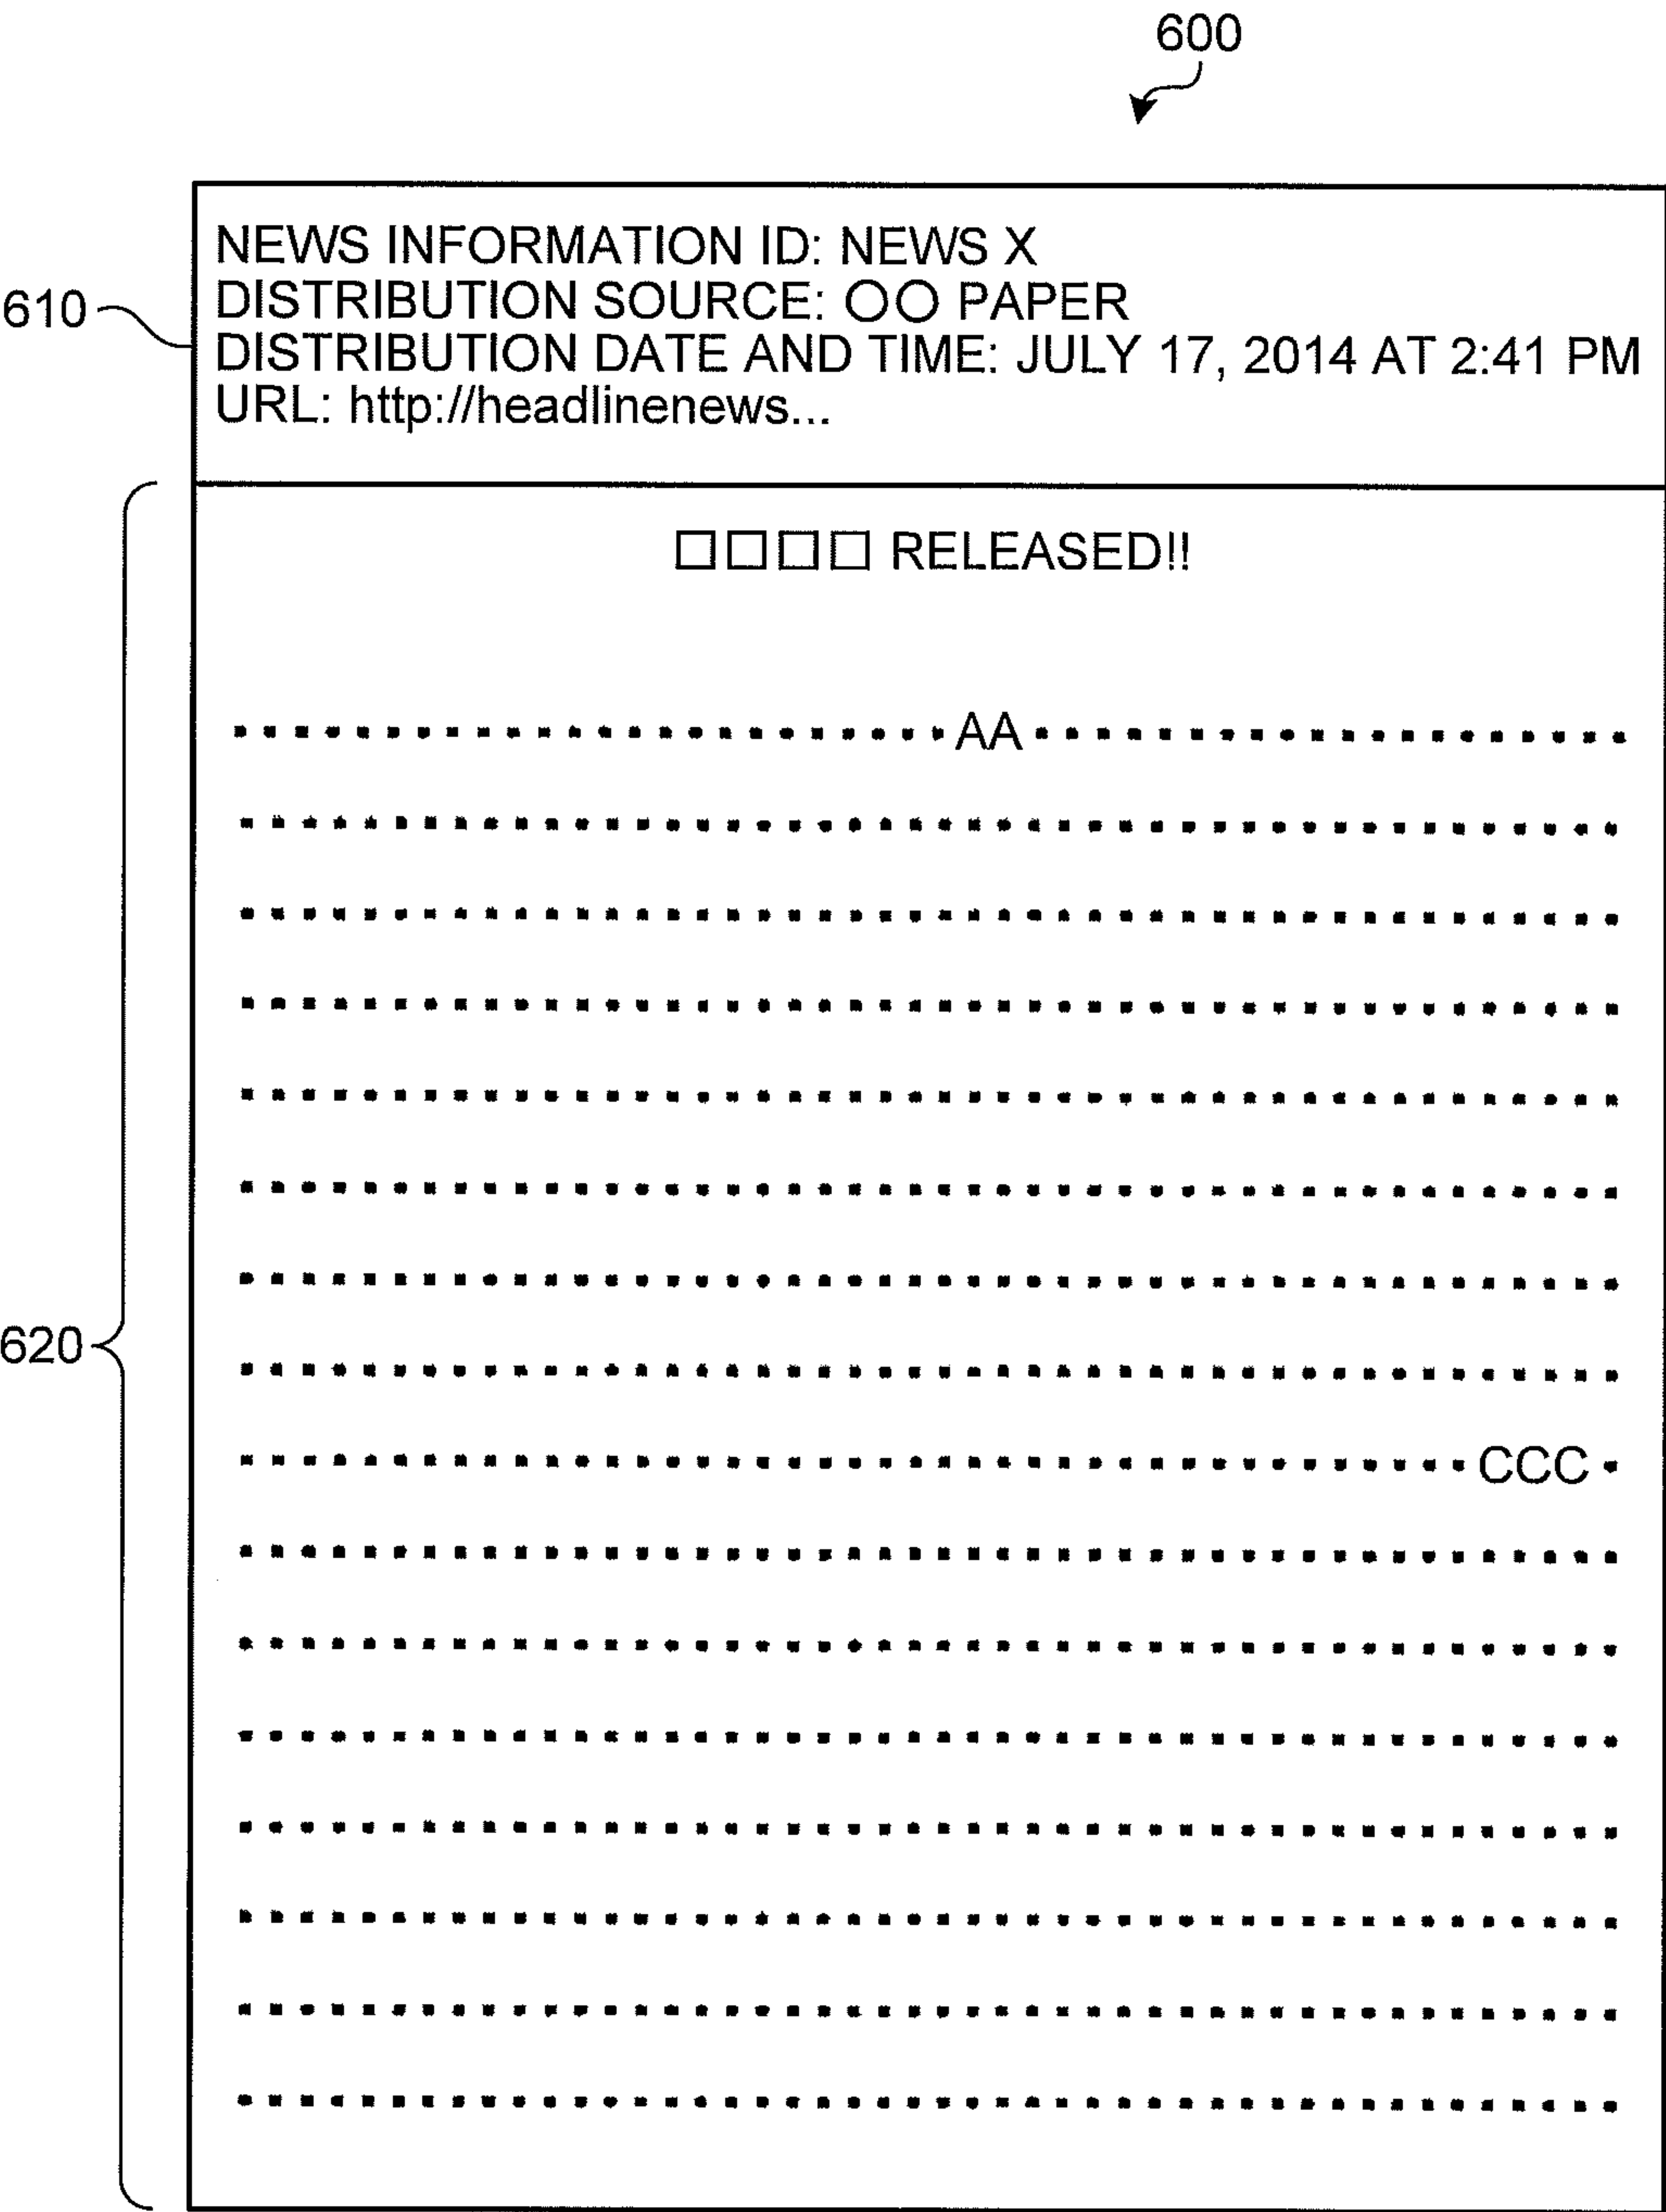 600
610
NEWS INFORMATION ID: NEWS X
DISTRIBUTION SOURCE: ○○ PAPER
DISTRIBUTION DATE AND TIME: JULY 17, 2014 AT 2:41 PM
URL: http://headlinenews...
620
□□□□ RELEASED!!
AA
CCC